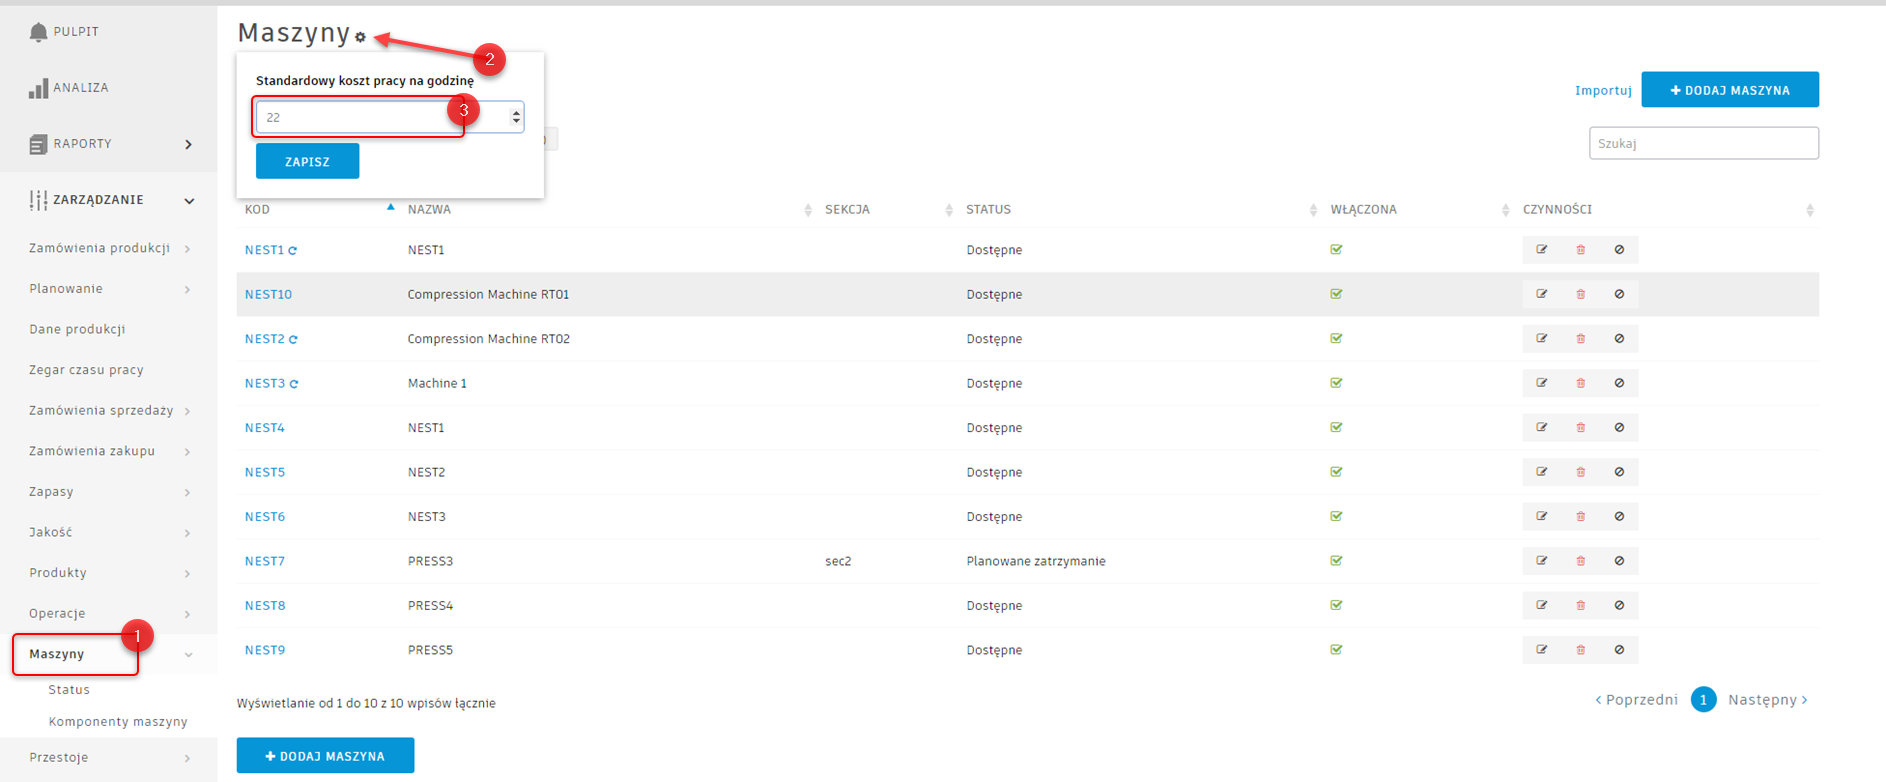 PULPIT
ANALIZA
RAPORTY
ZARZĄDZANIE
Zamówienia produkcji
Planowanie
Dane produkcji
Zegar czasu pracy
Zamówienia sprzedaży
Zamówienia zakupu
Zapasy
Jakość
Produkty
Operacje
Maszyny
1
Status
Komponenty maszyny
Przestoje
Maszyny
2
Standardowy koszt pracy na godzinę
22
3
ZAPISZ
Importuj
+ DODAJ MASZYNA
Szukaj
KOD NAZWA SEKCJA STATUS WŁĄCZONA CZYNNOŚCI
NEST1 NEST1 Dostępne
NEST10 Compression Machine RT01 Dostępne
NEST2 Compression Machine RT02 Dostępne
NEST3 Machine 1 Dostępne
NEST4 NEST1 Dostępne
NEST5 NEST2 Dostępne
NEST6 NEST3 Dostępne
NEST7 PRESS3 sec2 Planowane zatrzymanie
NEST8 PRESS4 Dostępne
NEST9 PRESS5 Dostępne
Wyświetlanie od 1 do 10 z 10 wpisów łącznie
< Poprzedni 1 Następny >
+ DODAJ MASZYNA